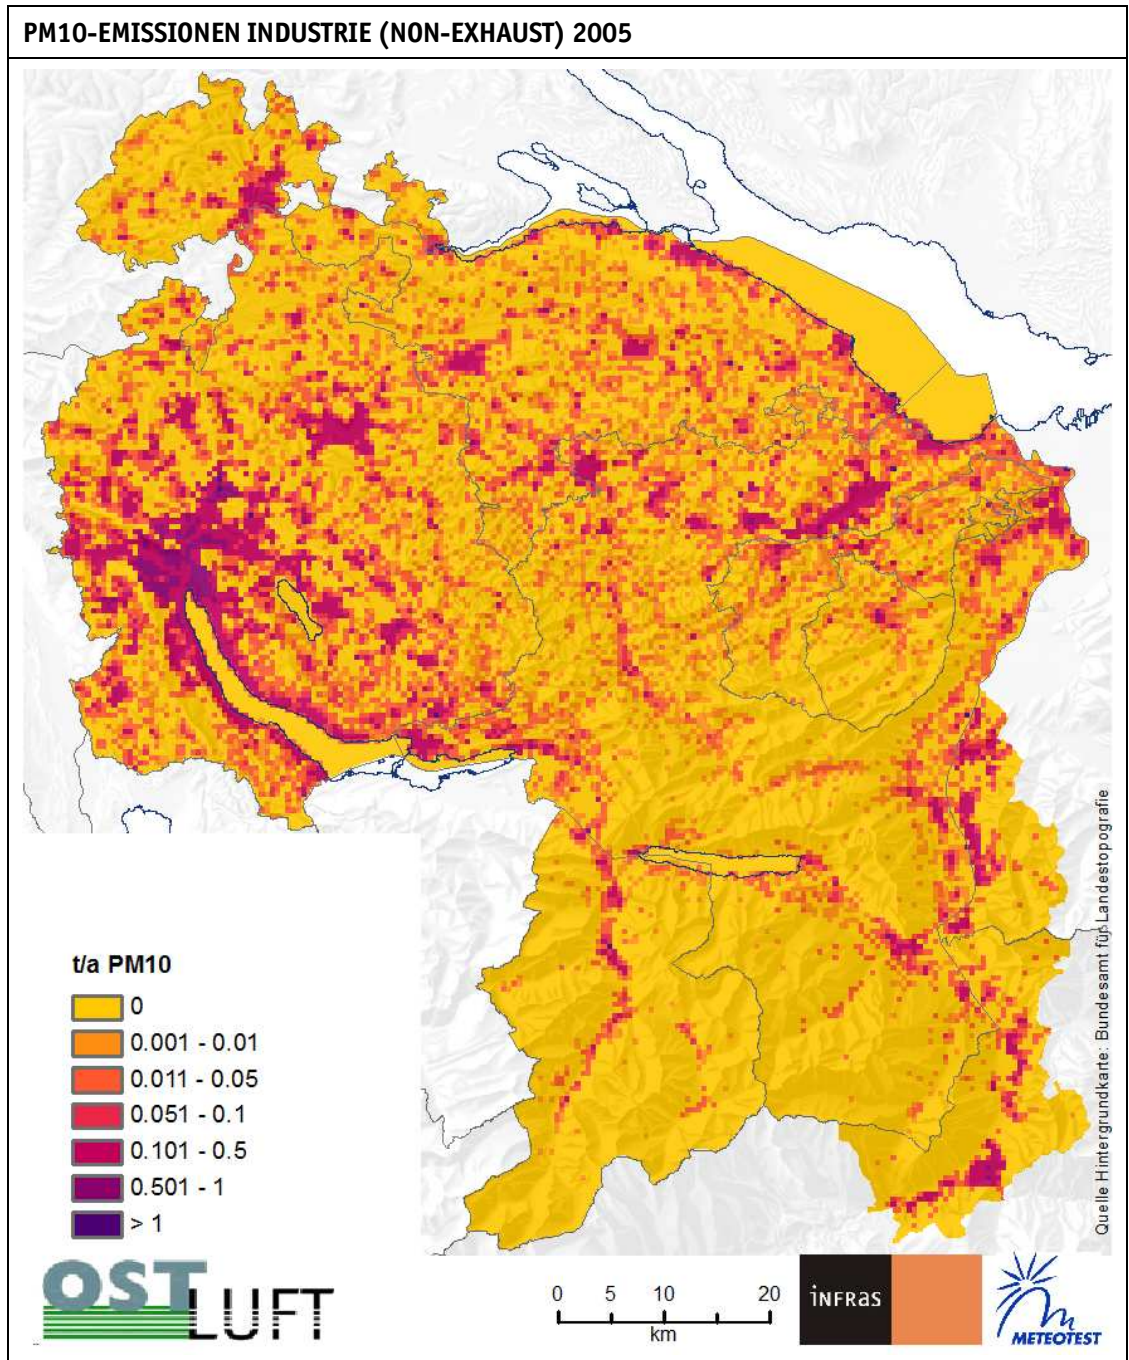 PM10-EMISSIONEN INDUSTRIE (NON-EXHAUST) 2005
Quelle Hintergrundkarte: Bundesamt für Landestopografie
t/a PM10
0
0.001 - 0.01
0.011 - 0.05
0.051 - 0.1
0.101 - 0.5
0.501 - 1
> 1
OSTLUFT
0 5 10 20
km
INFRAS
METEOTEST